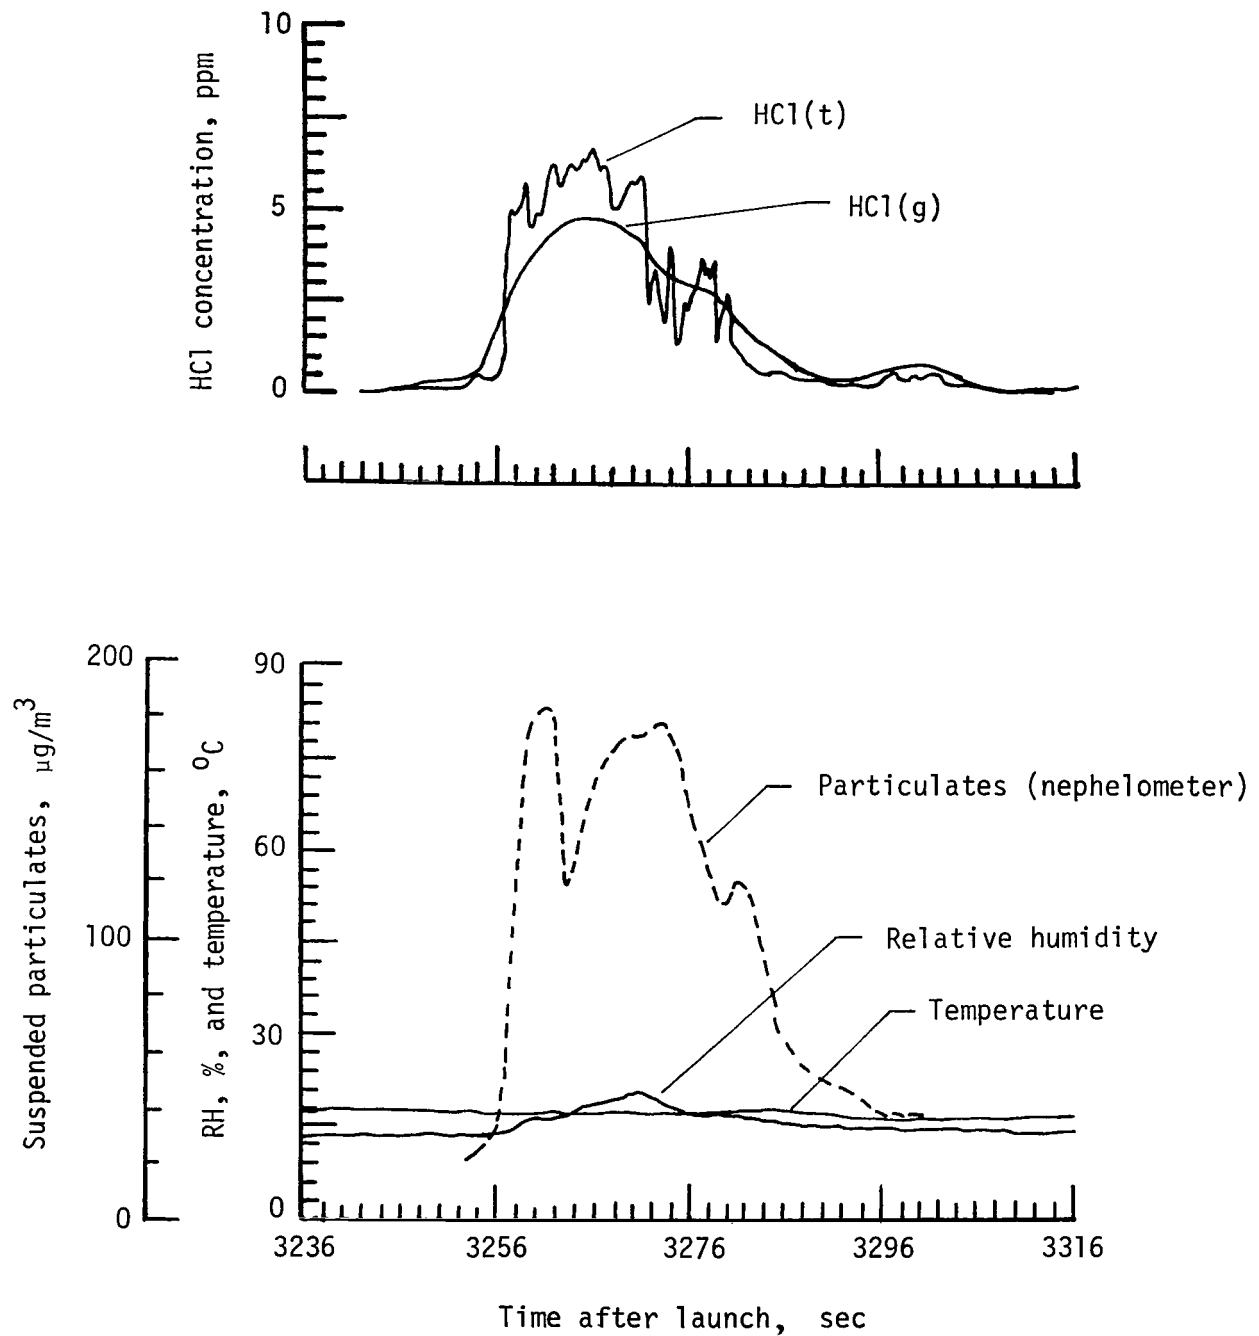 10
HCl concentration, ppm
HCl(t)
5
HCl(g)
0
200
90
Suspended particulates, μg/m³
RH, %, and temperature, ºC
Particulates (nephelometer)
60
100
Relative humidity
30
Temperature
0
0
3236 3256 3276 3296 3316
Time after launch, sec